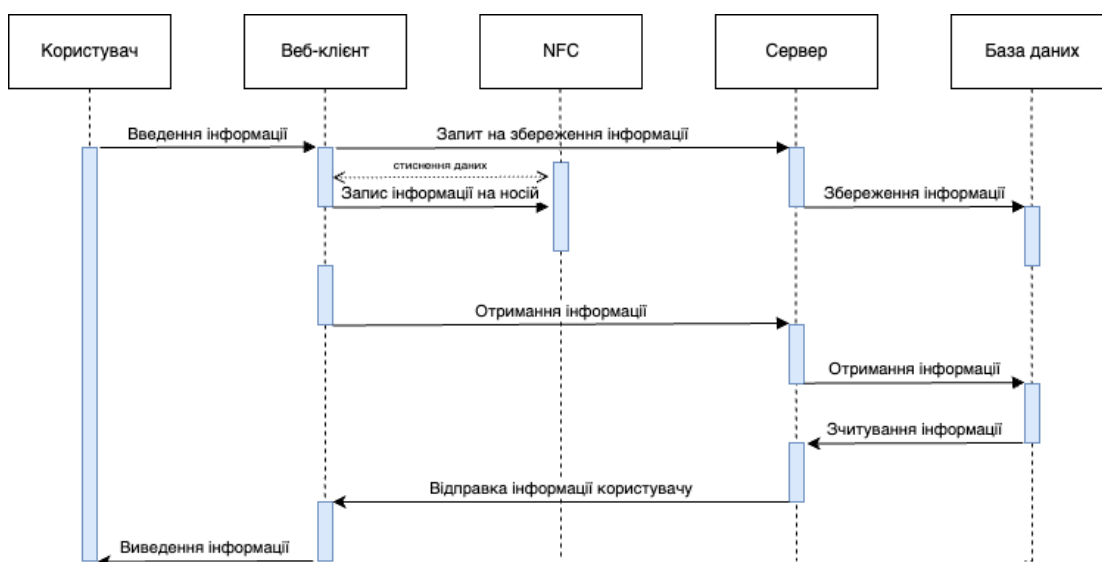 Користувач
Веб-клієнт
NFC
Сервер
База даних
Введення інформації
Запит на збереження інформації
стиснення даних
Запис інформації на носій
Збереження інформації
Отримання інформації
Отримання інформації
Зчитування інформації
Відправка інформації користувачу
Виведення інформації